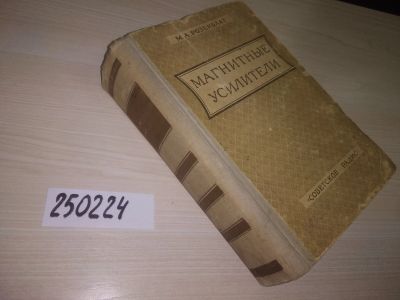 М. А. РОЗЕНБЛАТ
МАГНИТНЫЕ
УСИЛИТЕЛИ
"СОВЕТСКОЕ РАДИО"
250224